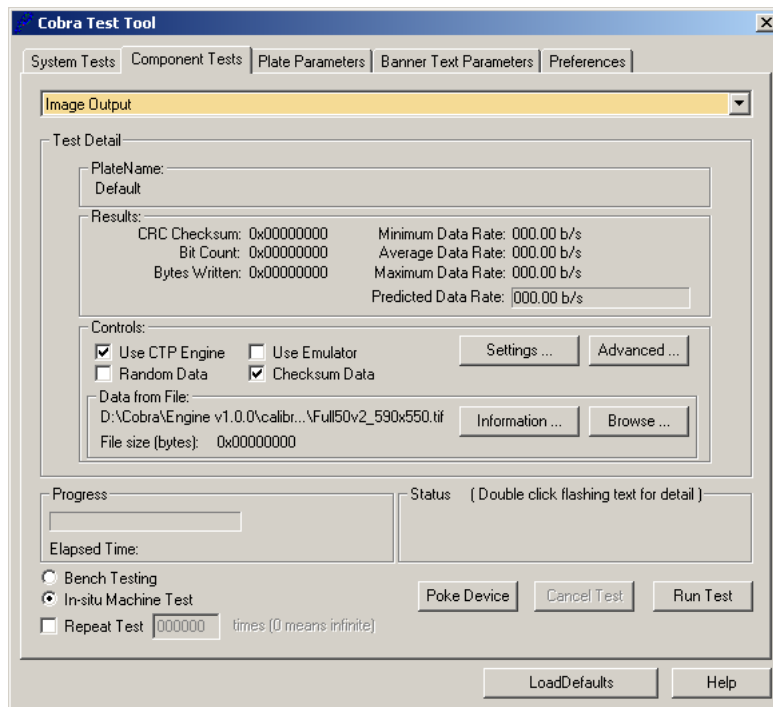 Cobra Test Tool
System Tests Component Tests Plate Parameters Banner Text Parameters Preferences
Image Output
Test Detail
PlateName:
Default
Results:
CRC Checksum: 0x00000000 Minimum Data Rate: 000.00 b/s
Bit Count: 0x00000000 Average Data Rate: 000.00 b/s
Bytes Written: 0x00000000 Maximum Data Rate: 000.00 b/s
Predicted Data Rate: 000.00 b/s
Controls:
Use CTP Engine Use Emulator Settings ... Advanced ...
Random Data Checksum Data
Data from File:
D:\Cobra\Engine v1.0.0\calibr...\Full50v2_590x550.tif Information ... Browse ...
File size (bytes): 0x00000000
Progress Status ( Double click flashing text for detail )
Elapsed Time:
Bench Testing
In-situ Machine Test Poke Device Cancel Test Run Test
Repeat Test 000000 times (0 means infinite)
LoadDefaults Help